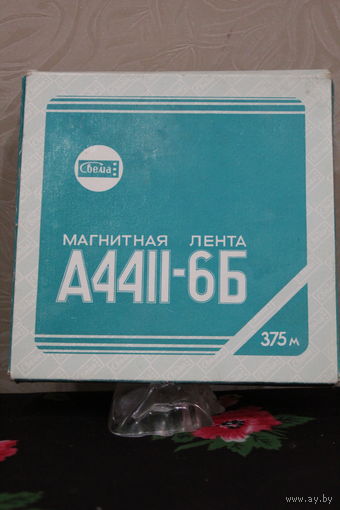 Свема
МАГНИТНАЯ ЛЕНТА
А4411-6Б
375 м
www.ay.by